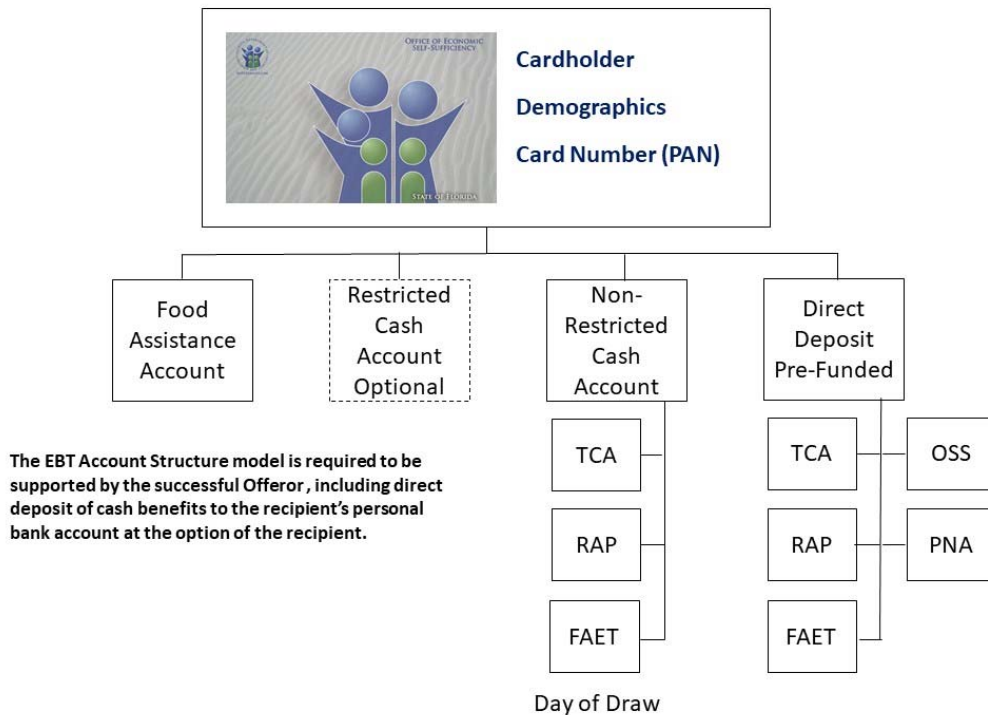 OFFICE OF ECONOMIC
SELF-SUFFICIENCY
STATE OF FLORIDA
Cardholder
Demographics
Card Number (PAN)
Food
Assistance
Account
Restricted
Cash
Account
Optional
Non-
Restricted
Cash
Account
Direct
Deposit
Pre-Funded
The EBT Account Structure model is required to be
supported by the successful Offeror , including direct
deposit of cash benefits to the recipient's personal
bank account at the option of the recipient.
TCA
RAP
FAET
Day of Draw
TCA
OSS
RAP
PNA
FAET